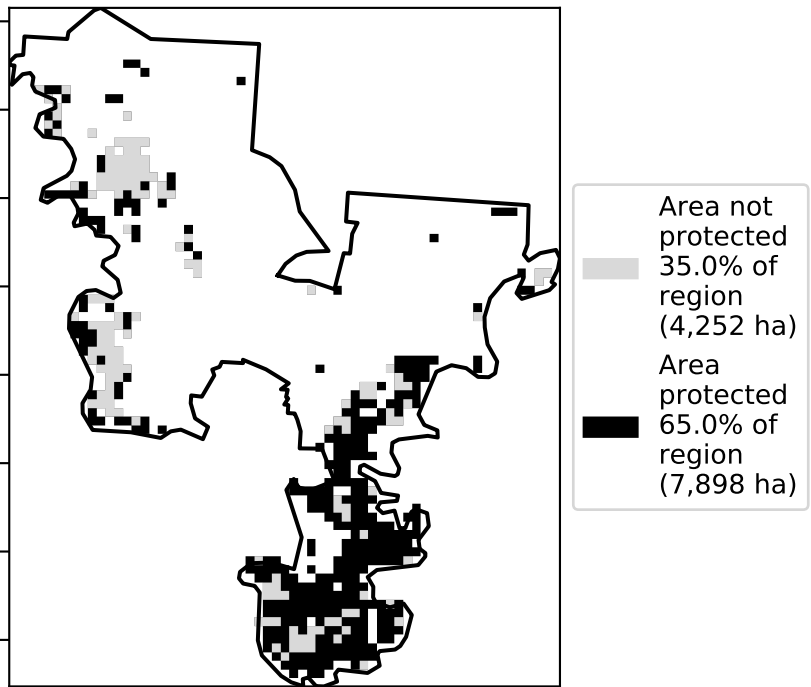 Area not
protected
35.0% of
region
(4,252 ha)
Area
protected
65.0% of
region
(7,898 ha)